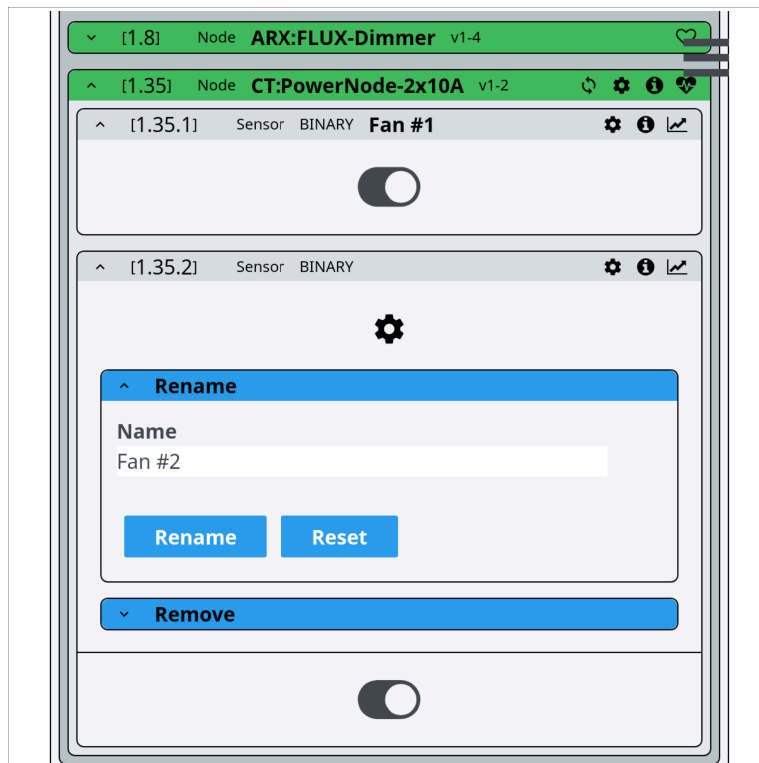 [1.8] Node ARX:FLUX-Dimmer v1-4
[1.35] Node CT:PowerNode-2x10A v1-2
[1.35.1] Sensor BINARY Fan #1
[1.35.2] Sensor BINARY
Rename
Name
Fan #2
Rename Reset
Remove